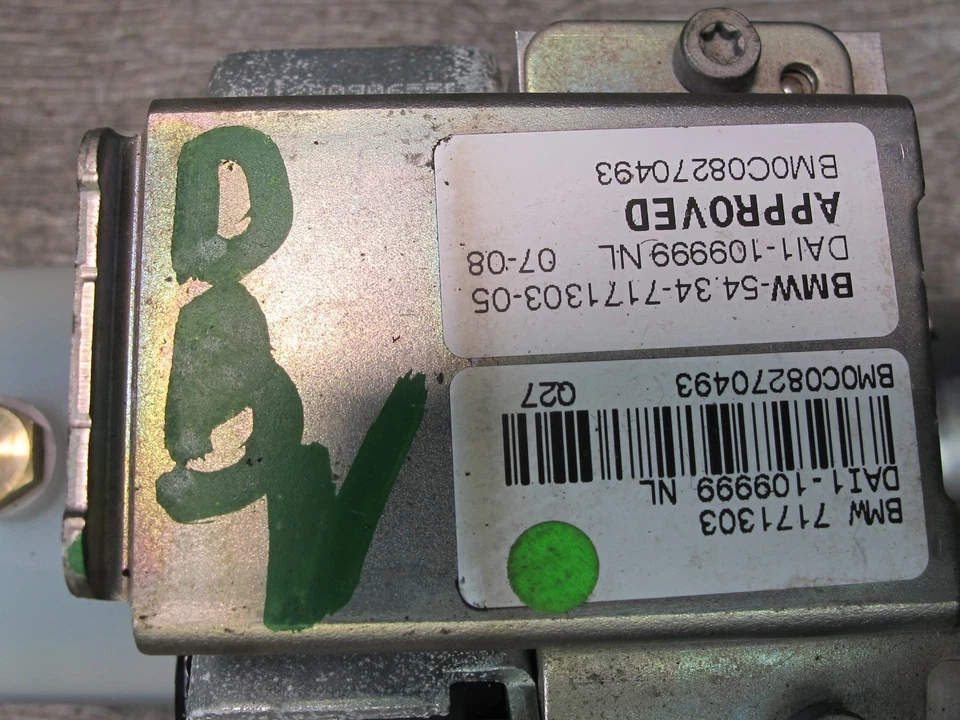 BMW 7171303
DAI1-109999 NL
BM0C08270493 Q27
BMW-54.34-7171303-05
DAI1-109999 NL 07-08
APPROVED
BM0C08270493